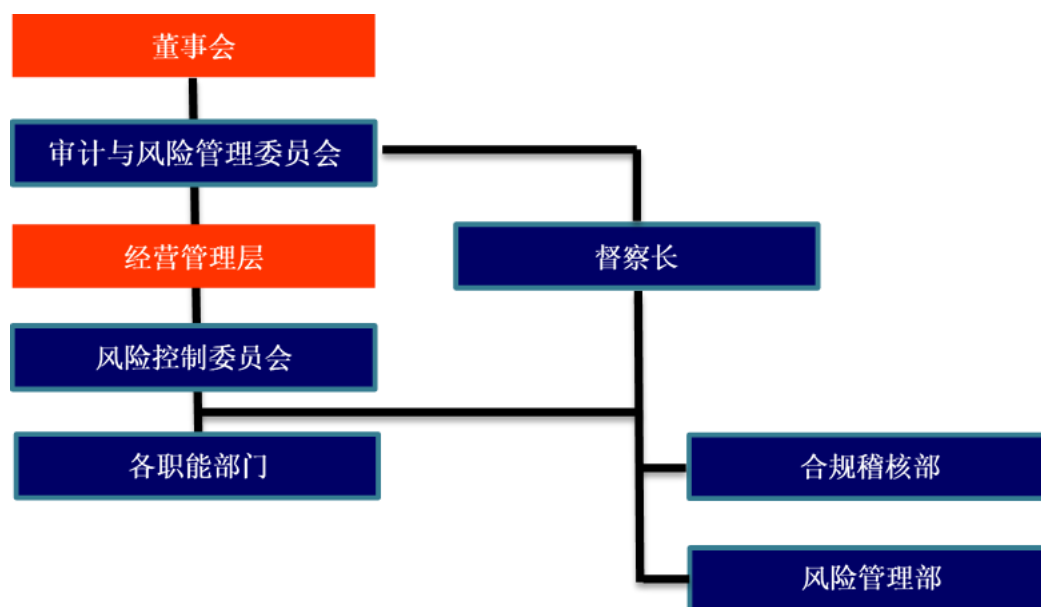 董事会
审计与风险管理委员会
经营管理层
督察长
风险控制委员会
各职能部门
合规稽核部
风险管理部